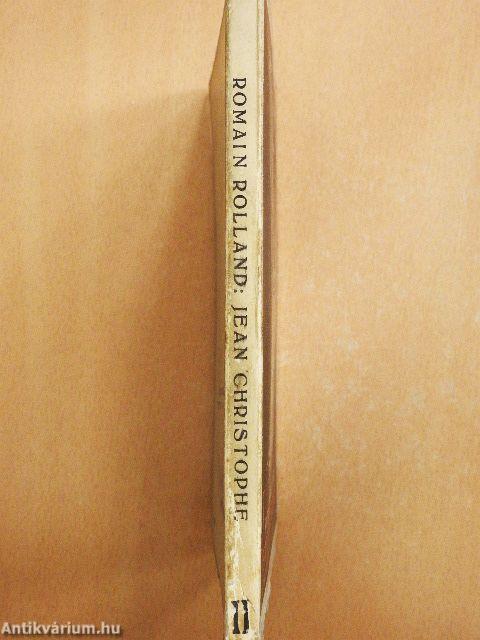 ROMAIN ROLLAND: JEAN CHRISTOPHE.
II
Antikvárium.hu